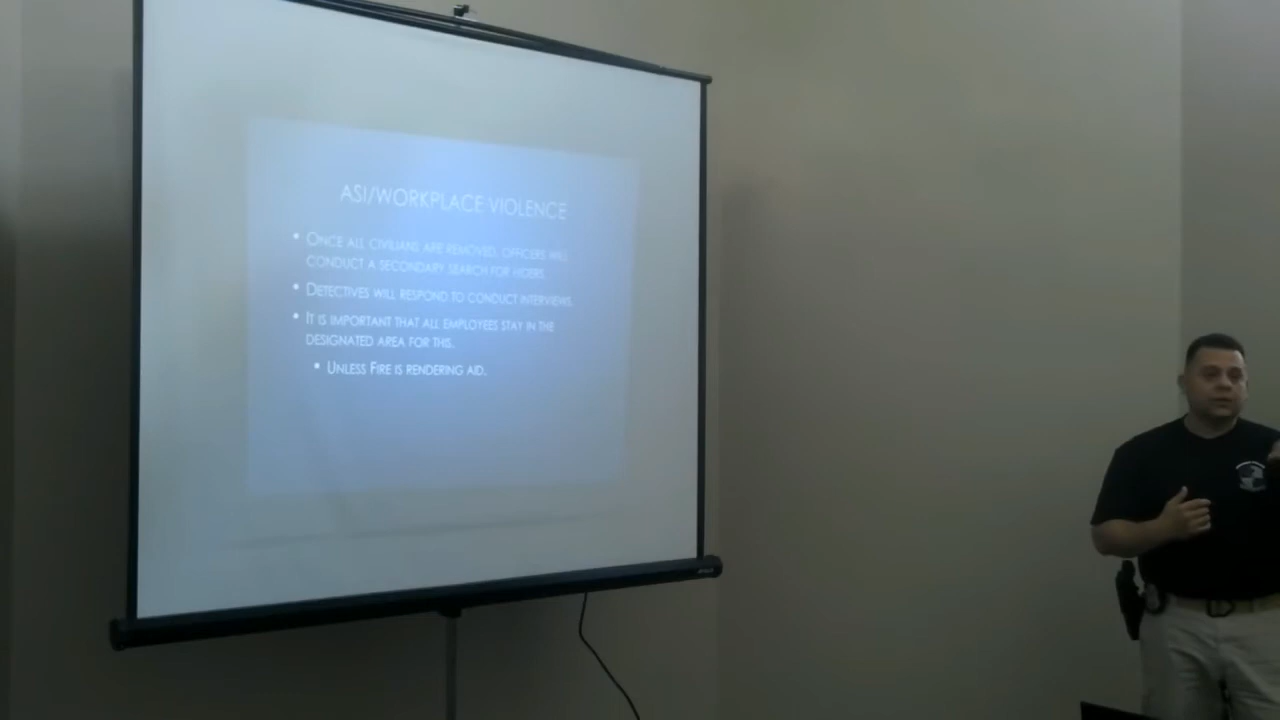 ASI/WORKPLACE VIOLENCE
• ONCE ALL CIVILIANS ARE REMOVED, OFFICERS WILL
CONDUCT A SECONDARY SEARCH FOR HIDERS.
• DETECTIVES WILL RESPOND TO CONDUCT INTERVIEWS.
• IT IS IMPORTANT THAT ALL EMPLOYEES STAY IN THE
DESIGNATED AREA FOR THIS.
• UNLESS FIRE IS RENDERING AID.